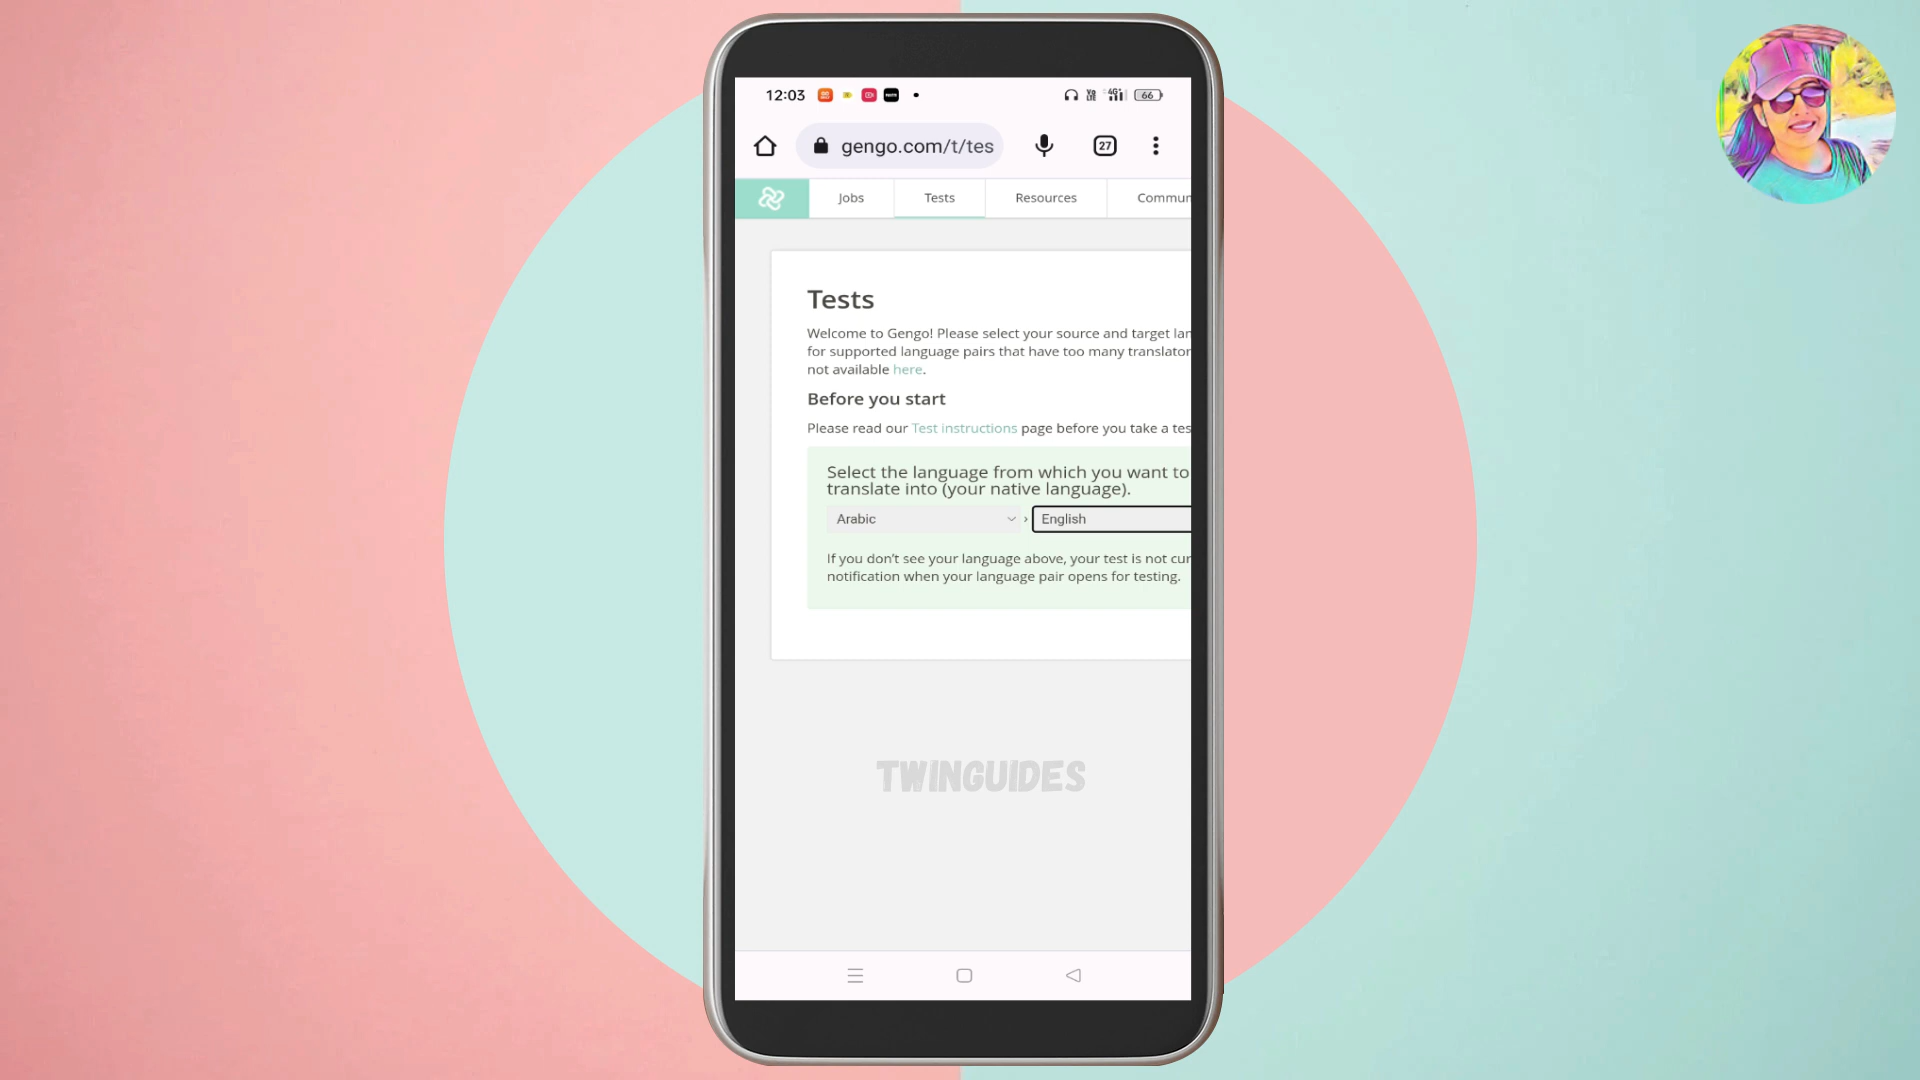 12:03
4G+
66
gengo.com/t/tes
27
Jobs
Tests
Resources
Commun
Tests
Welcome to Gengo! Please select your source and target lan
for supported language pairs that have too many translator
not available here.
Before you start
Please read our Test instructions page before you take a tes
Select the language from which you want to
translate into (your native language).
Arabic
›
English
If you don't see your language above, your test is not cur
notification when your language pair opens for testing.
TWINGUIDES